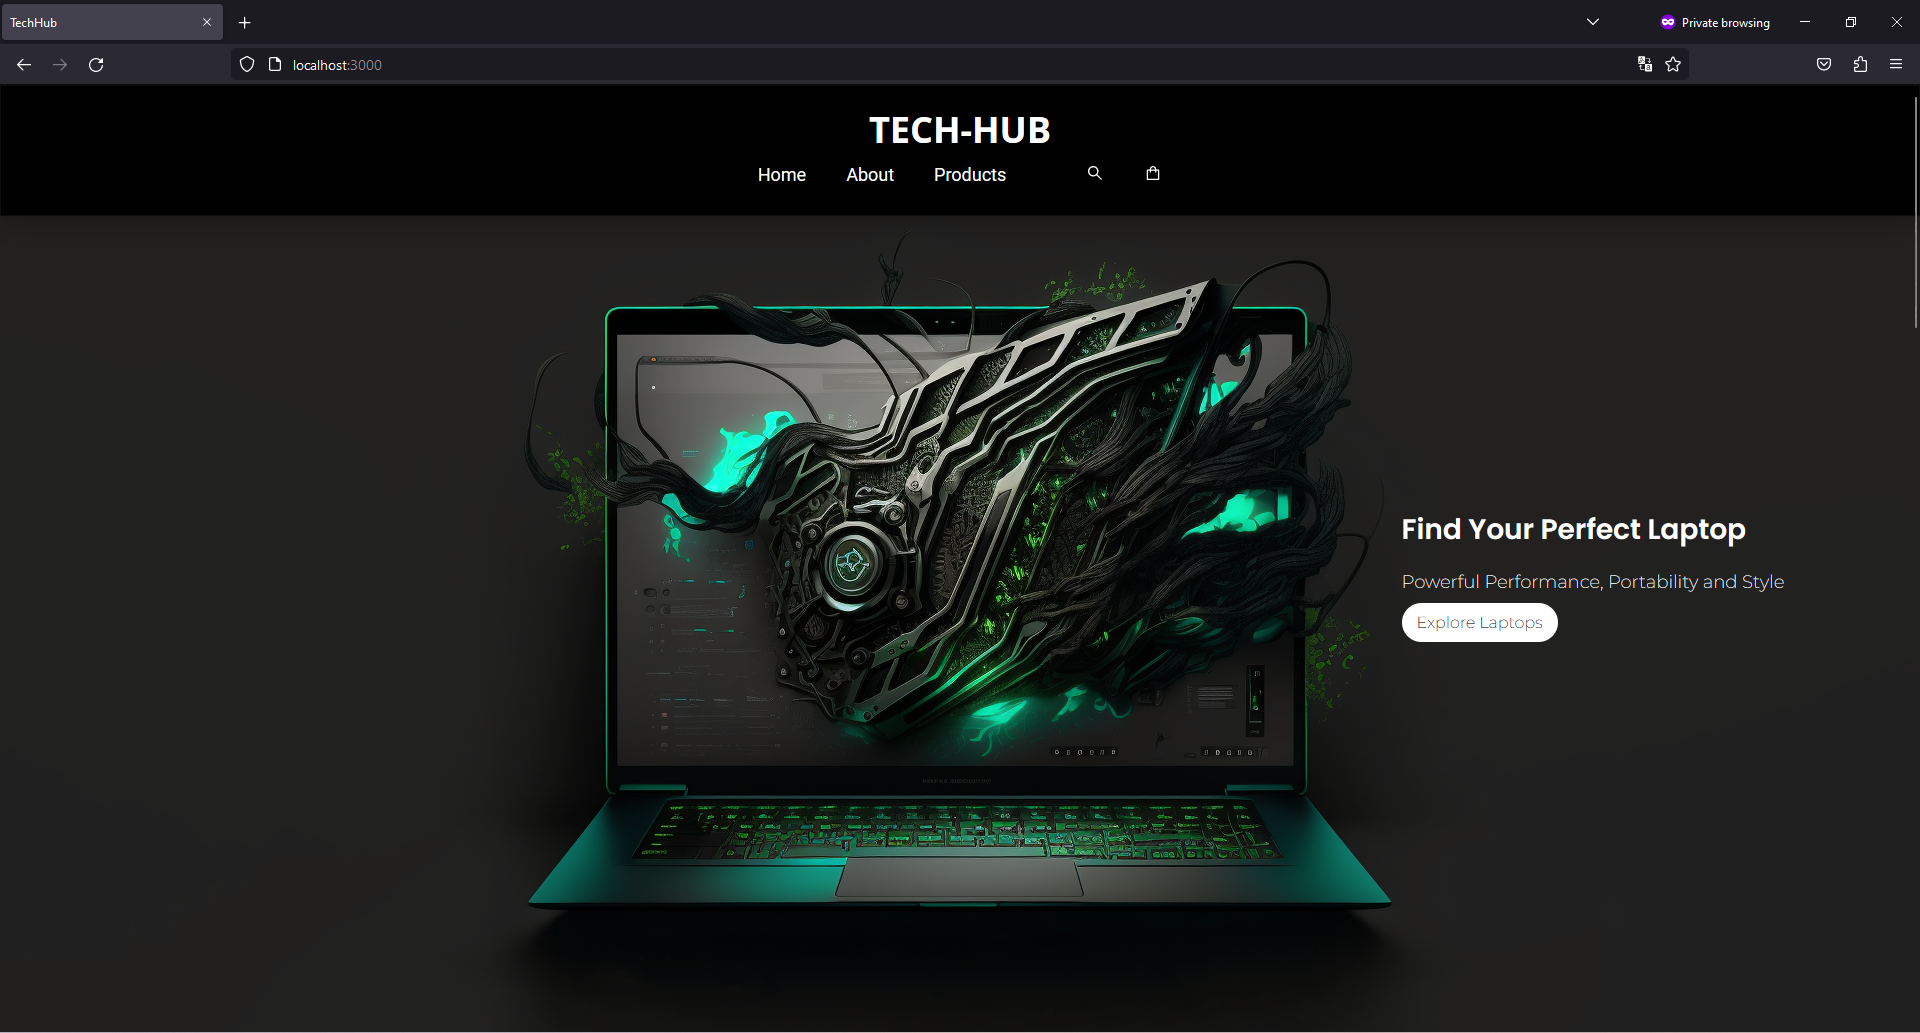 TechHub
Private browsing
localhost:3000
TECH-HUB
Home About Products
Find Your Perfect Laptop
Powerful Performance, Portability and Style
Explore Laptops